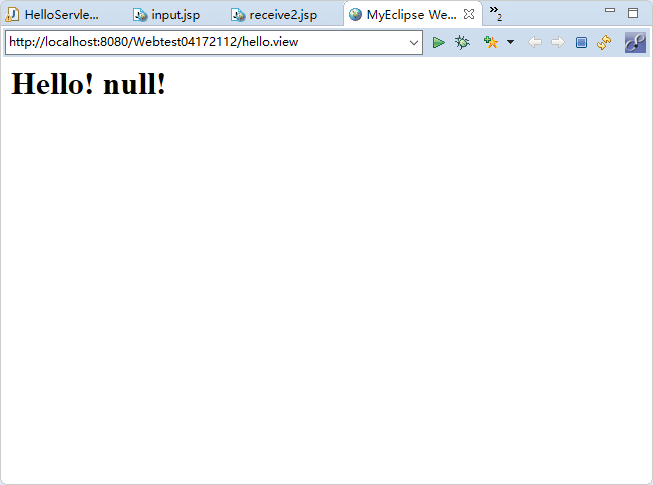 HelloServle... input.jsp receive2.jsp MyEclipse We... »2
http://localhost:8080/Webtest04172112/hello.view
Hello! null!